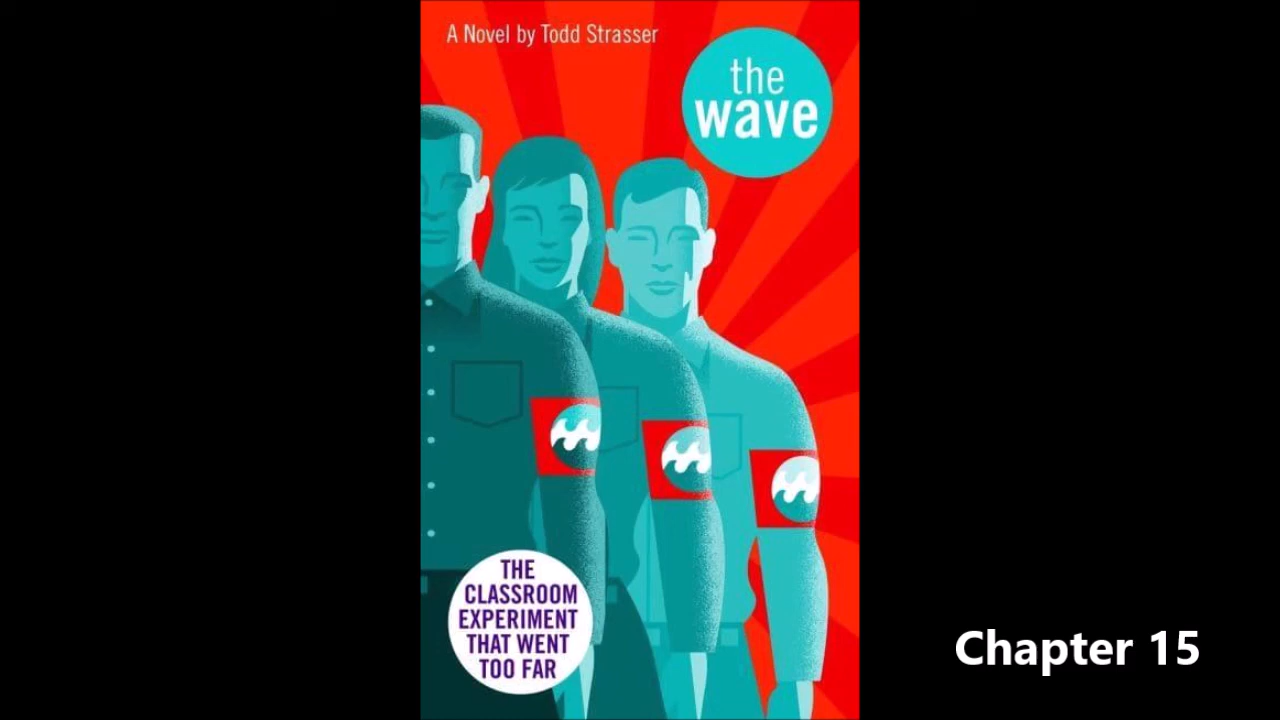 A Novel by Todd Strasser
the
wave
THE
CLASSROOM
EXPERIMENT
THAT WENT
TOO FAR
Chapter 15